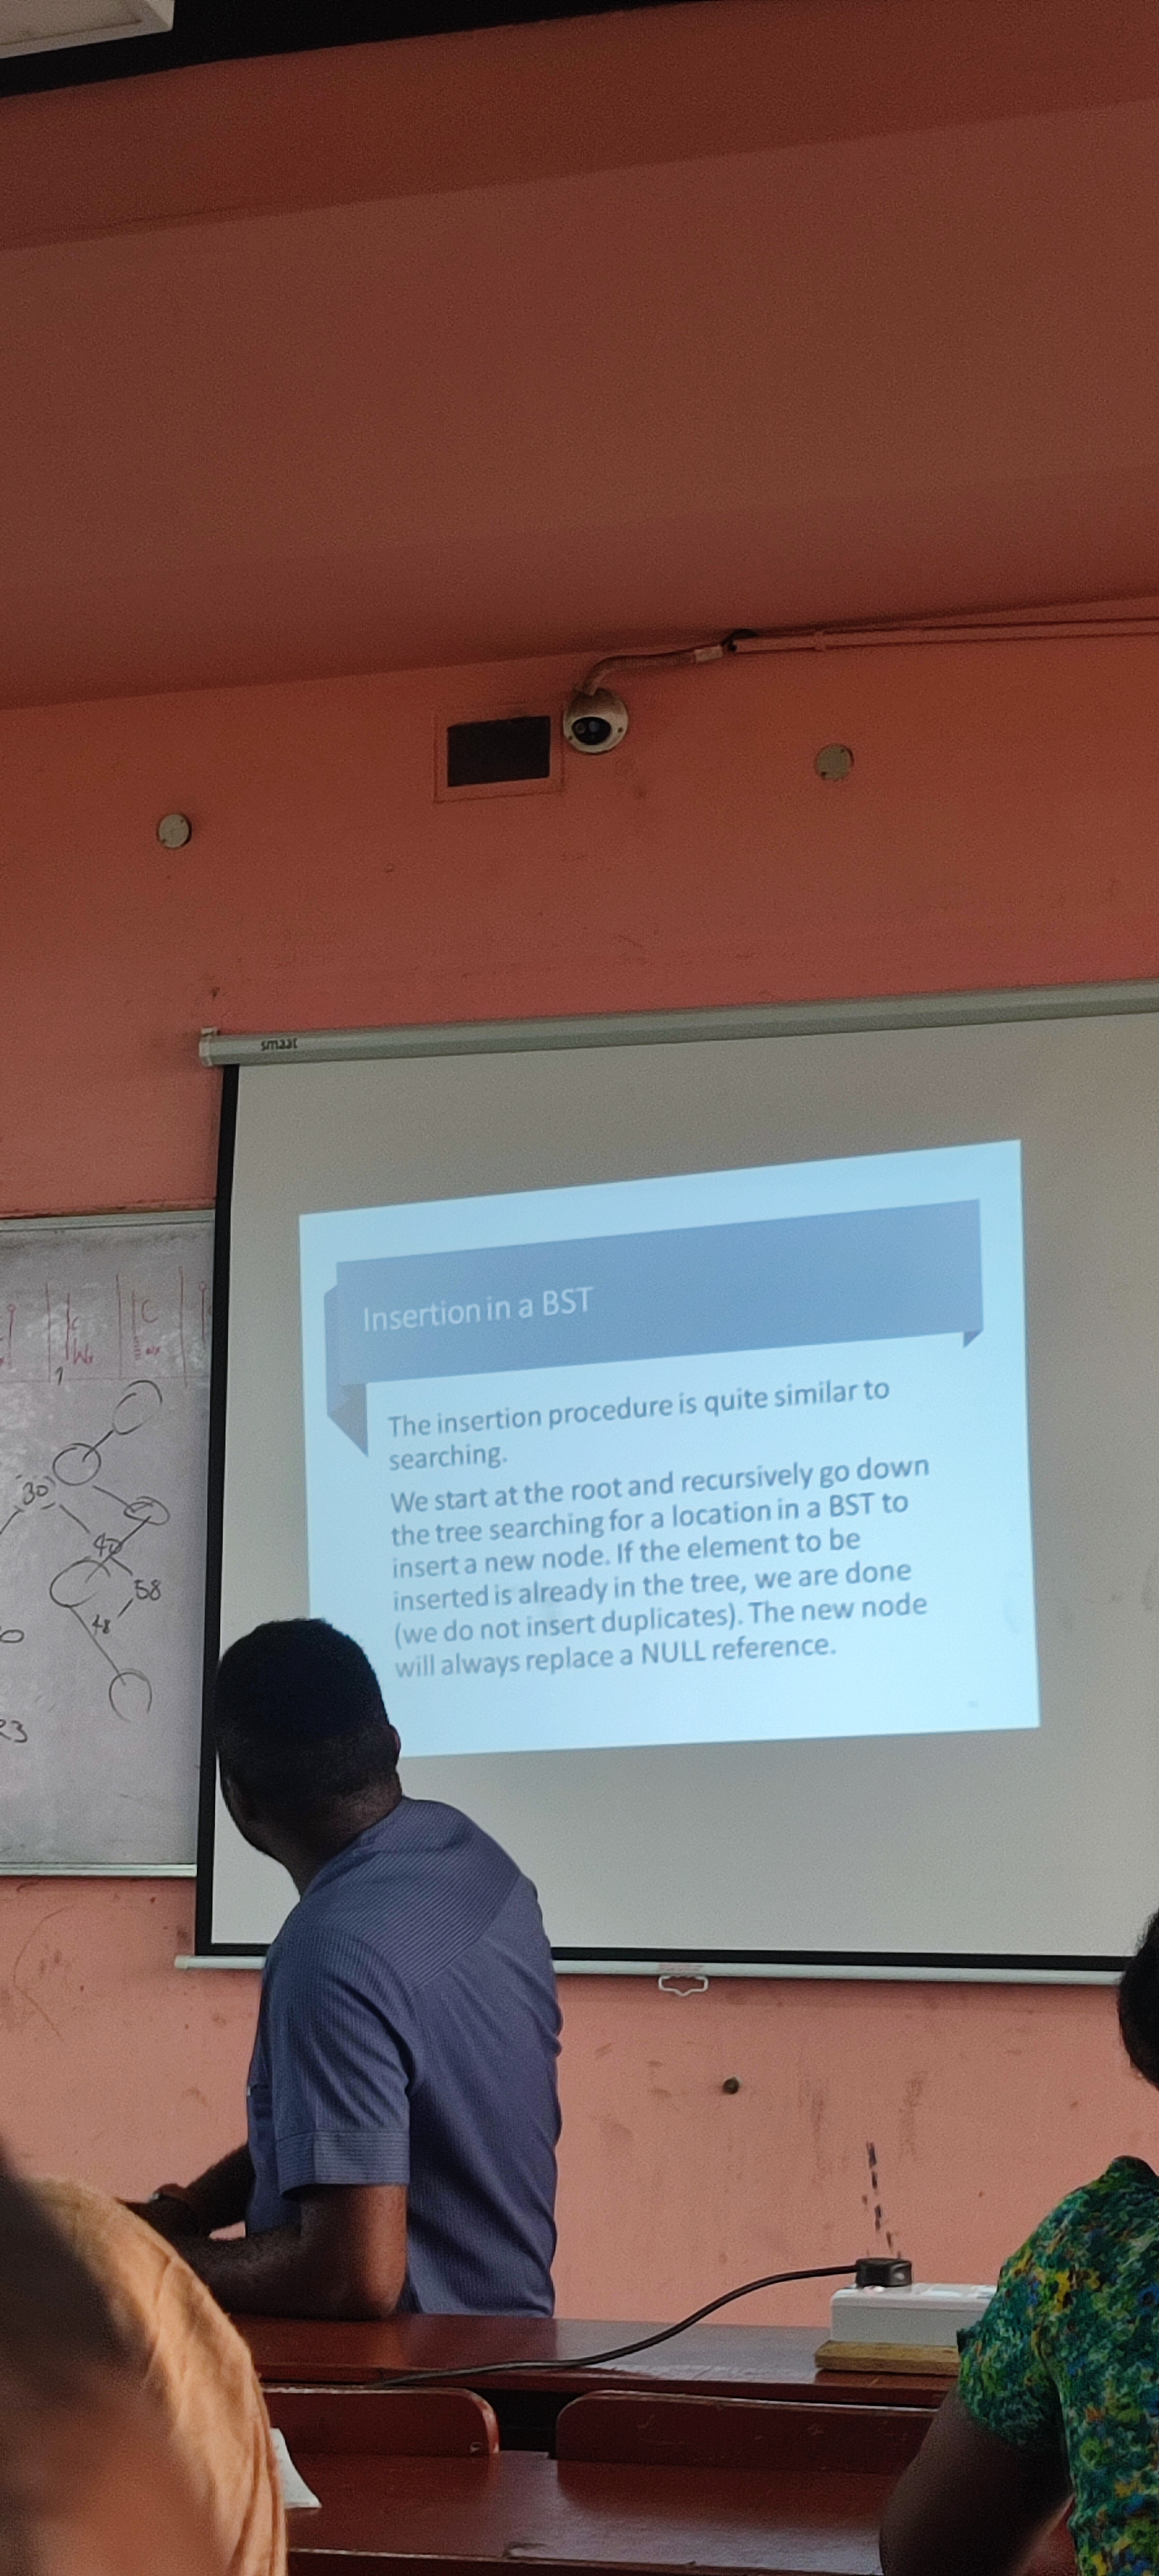 smaat
Insertion in a BST
The insertion procedure is quite similar to
searching.
We start at the root and recursively go down
the tree searching for a location in a BST to
insert a new node. If the element to be
inserted is already in the tree, we are done
(we do not insert duplicates). The new node
will always replace a NULL reference.
30
58
48
23